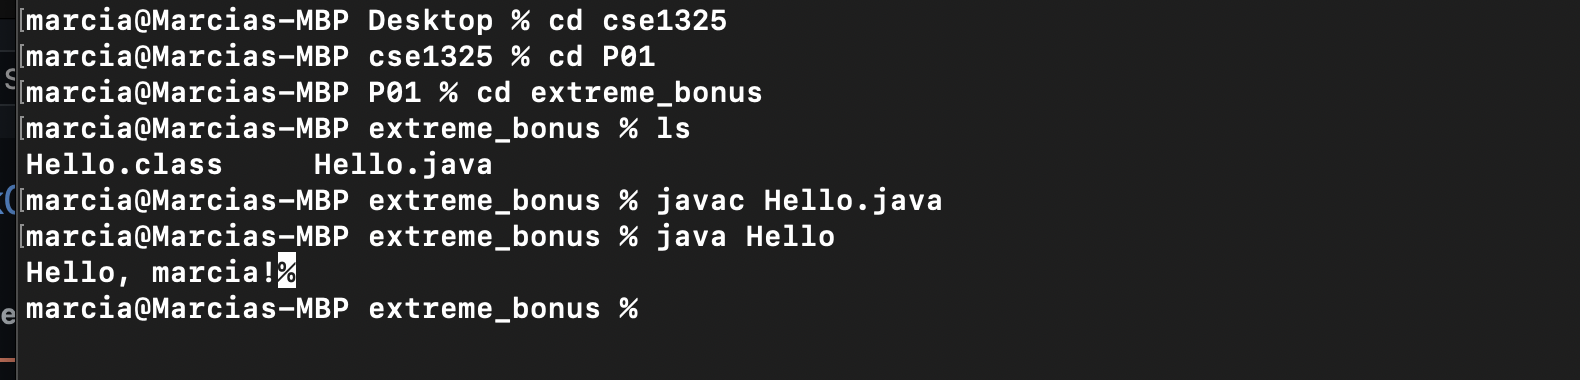 marcia@Marcias-MBP Desktop % cd cse1325
marcia@Marcias-MBP cse1325 % cd P01
marcia@Marcias-MBP P01 % cd extreme_bonus
marcia@Marcias-MBP extreme_bonus % ls
Hello.class     Hello.java
marcia@Marcias-MBP extreme_bonus % javac Hello.java
marcia@Marcias-MBP extreme_bonus % java Hello
Hello, marcia!%
marcia@Marcias-MBP extreme_bonus %